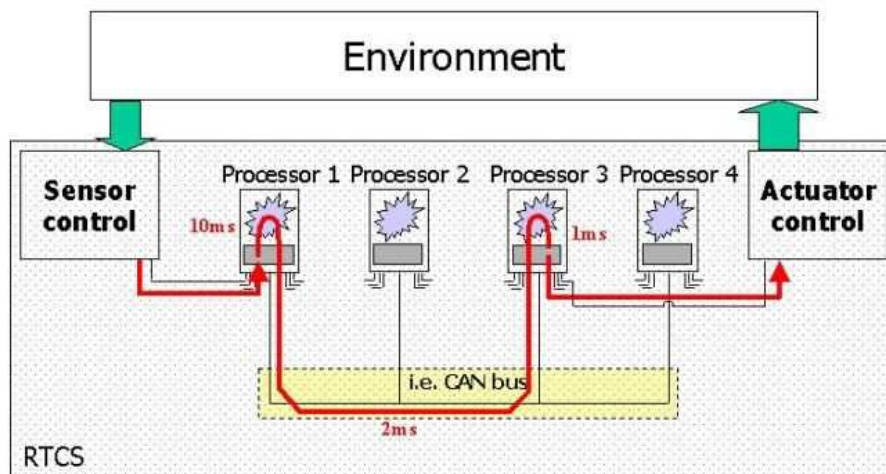 Environment
Sensor
control
Processor 1
Processor 2
Processor 3
Processor 4
Actuator
control
10ms
1ms
i.e. CAN bus
2ms
RTCS